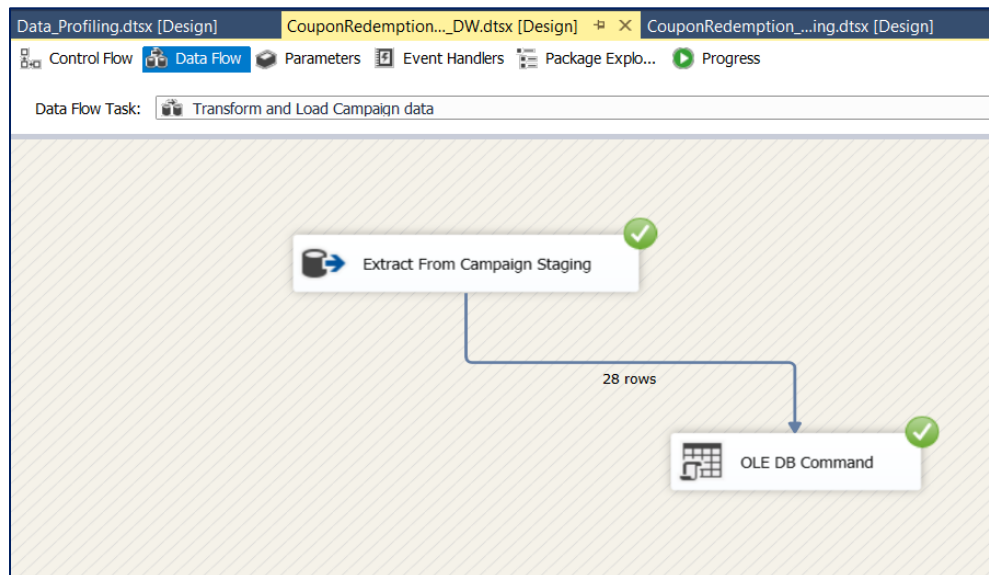 Data_Profiling.dtsx [Design] CouponRedemption..._DW.dtsx [Design] CouponRedemption_...ing.dtsx [Design]
Control Flow Data Flow Parameters Event Handlers Package Explo... Progress
Data Flow Task: Transform and Load Campaign data
Extract From Campaign Staging
28 rows
OLE DB Command